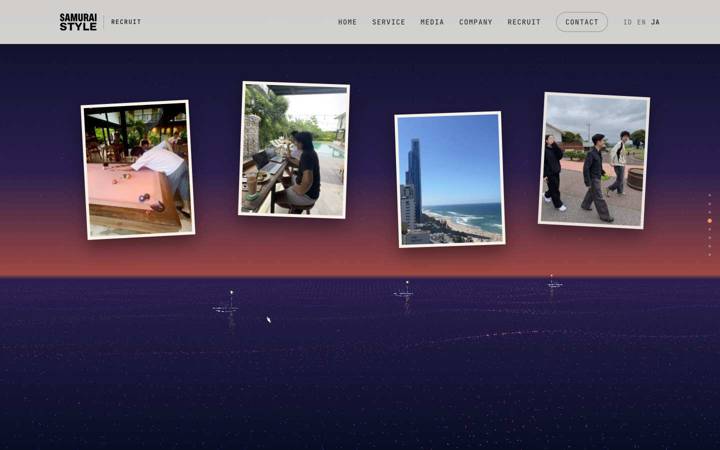 SAMURAI
STYLE
RECRUIT
HOME
SERVICE
MEDIA
COMPANY
RECRUIT
CONTACT
ID EN JA